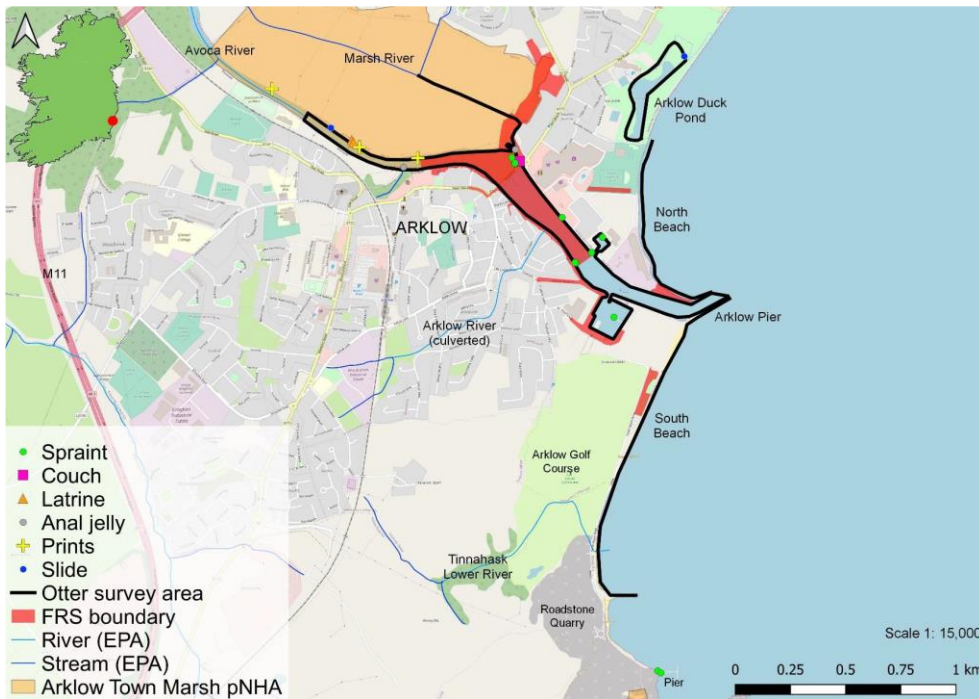 Avoca River
Marsh River
Arklow Duck
Pond
ARKLOW
North
Beach
M11
Arklow Pier
Arklow River
(culverted)
South
Beach
Arklow Golf
Course
Tinnahask
Lower River
Roadstone
Quarry
Pier
Spraint
Couch
Latrine
Anal jelly
Prints
Slide
Otter survey area
FRS boundary
River (EPA)
Stream (EPA)
Arklow Town Marsh pNHA
Scale 1: 15,000
0 0.25 0.5 0.75 1 km